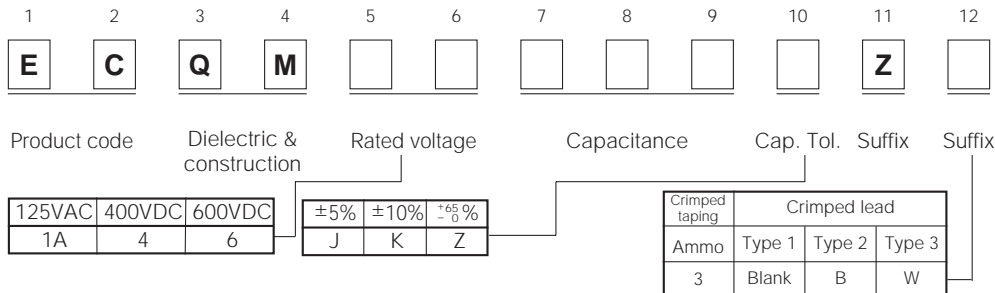 1 2 3 4 5 6 7 8 9 10 11 12
E C Q M Z
Product code Dielectric & construction Rated voltage Capacitance Cap. Tol. Suffix Suffix
125VAC 400VDC 600VDC
1A 4 6
±5% ±10% +65 −0 %
J K Z
Crimped taping Crimped lead
Ammo Type 1 Type 2 Type 3
3 Blank B W